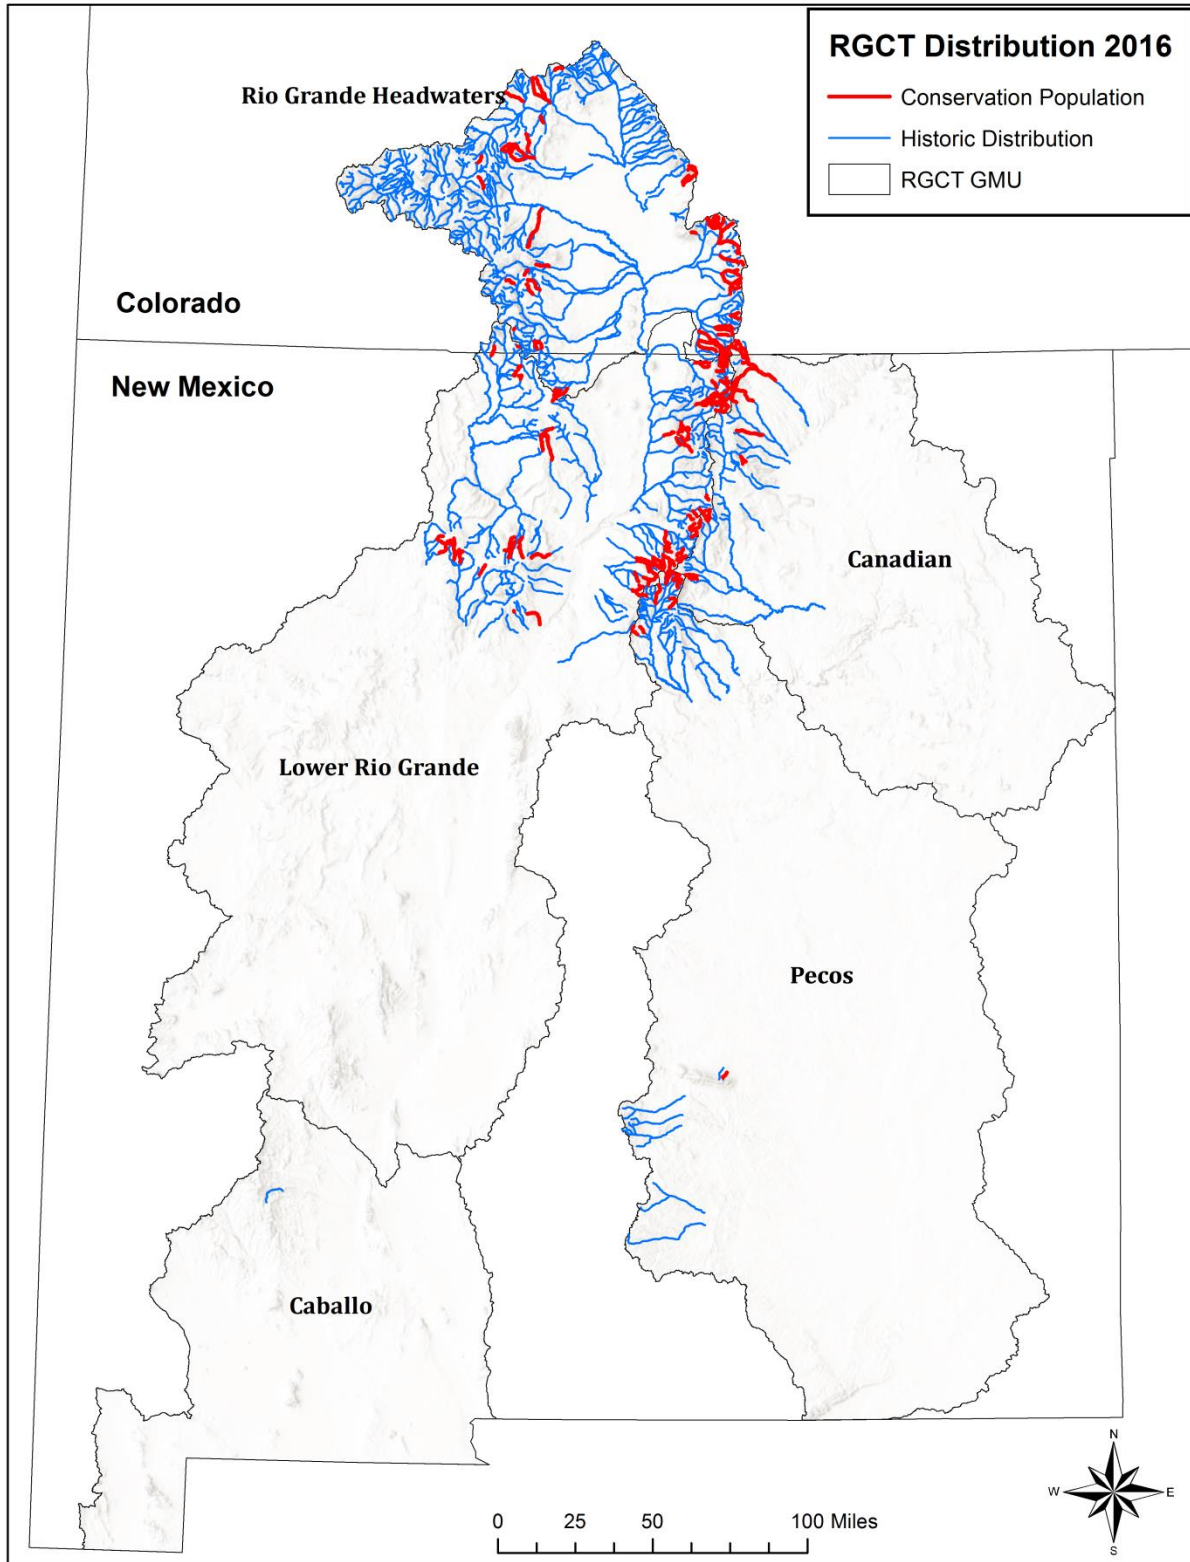 RGCT Distribution 2016
Conservation Population
Historic Distribution
RGCT GMU
Rio Grande Headwaters
Colorado
New Mexico
Canadian
Lower Rio Grande
Pecos
Caballo
N
W E
S
0 25 50 100 Miles